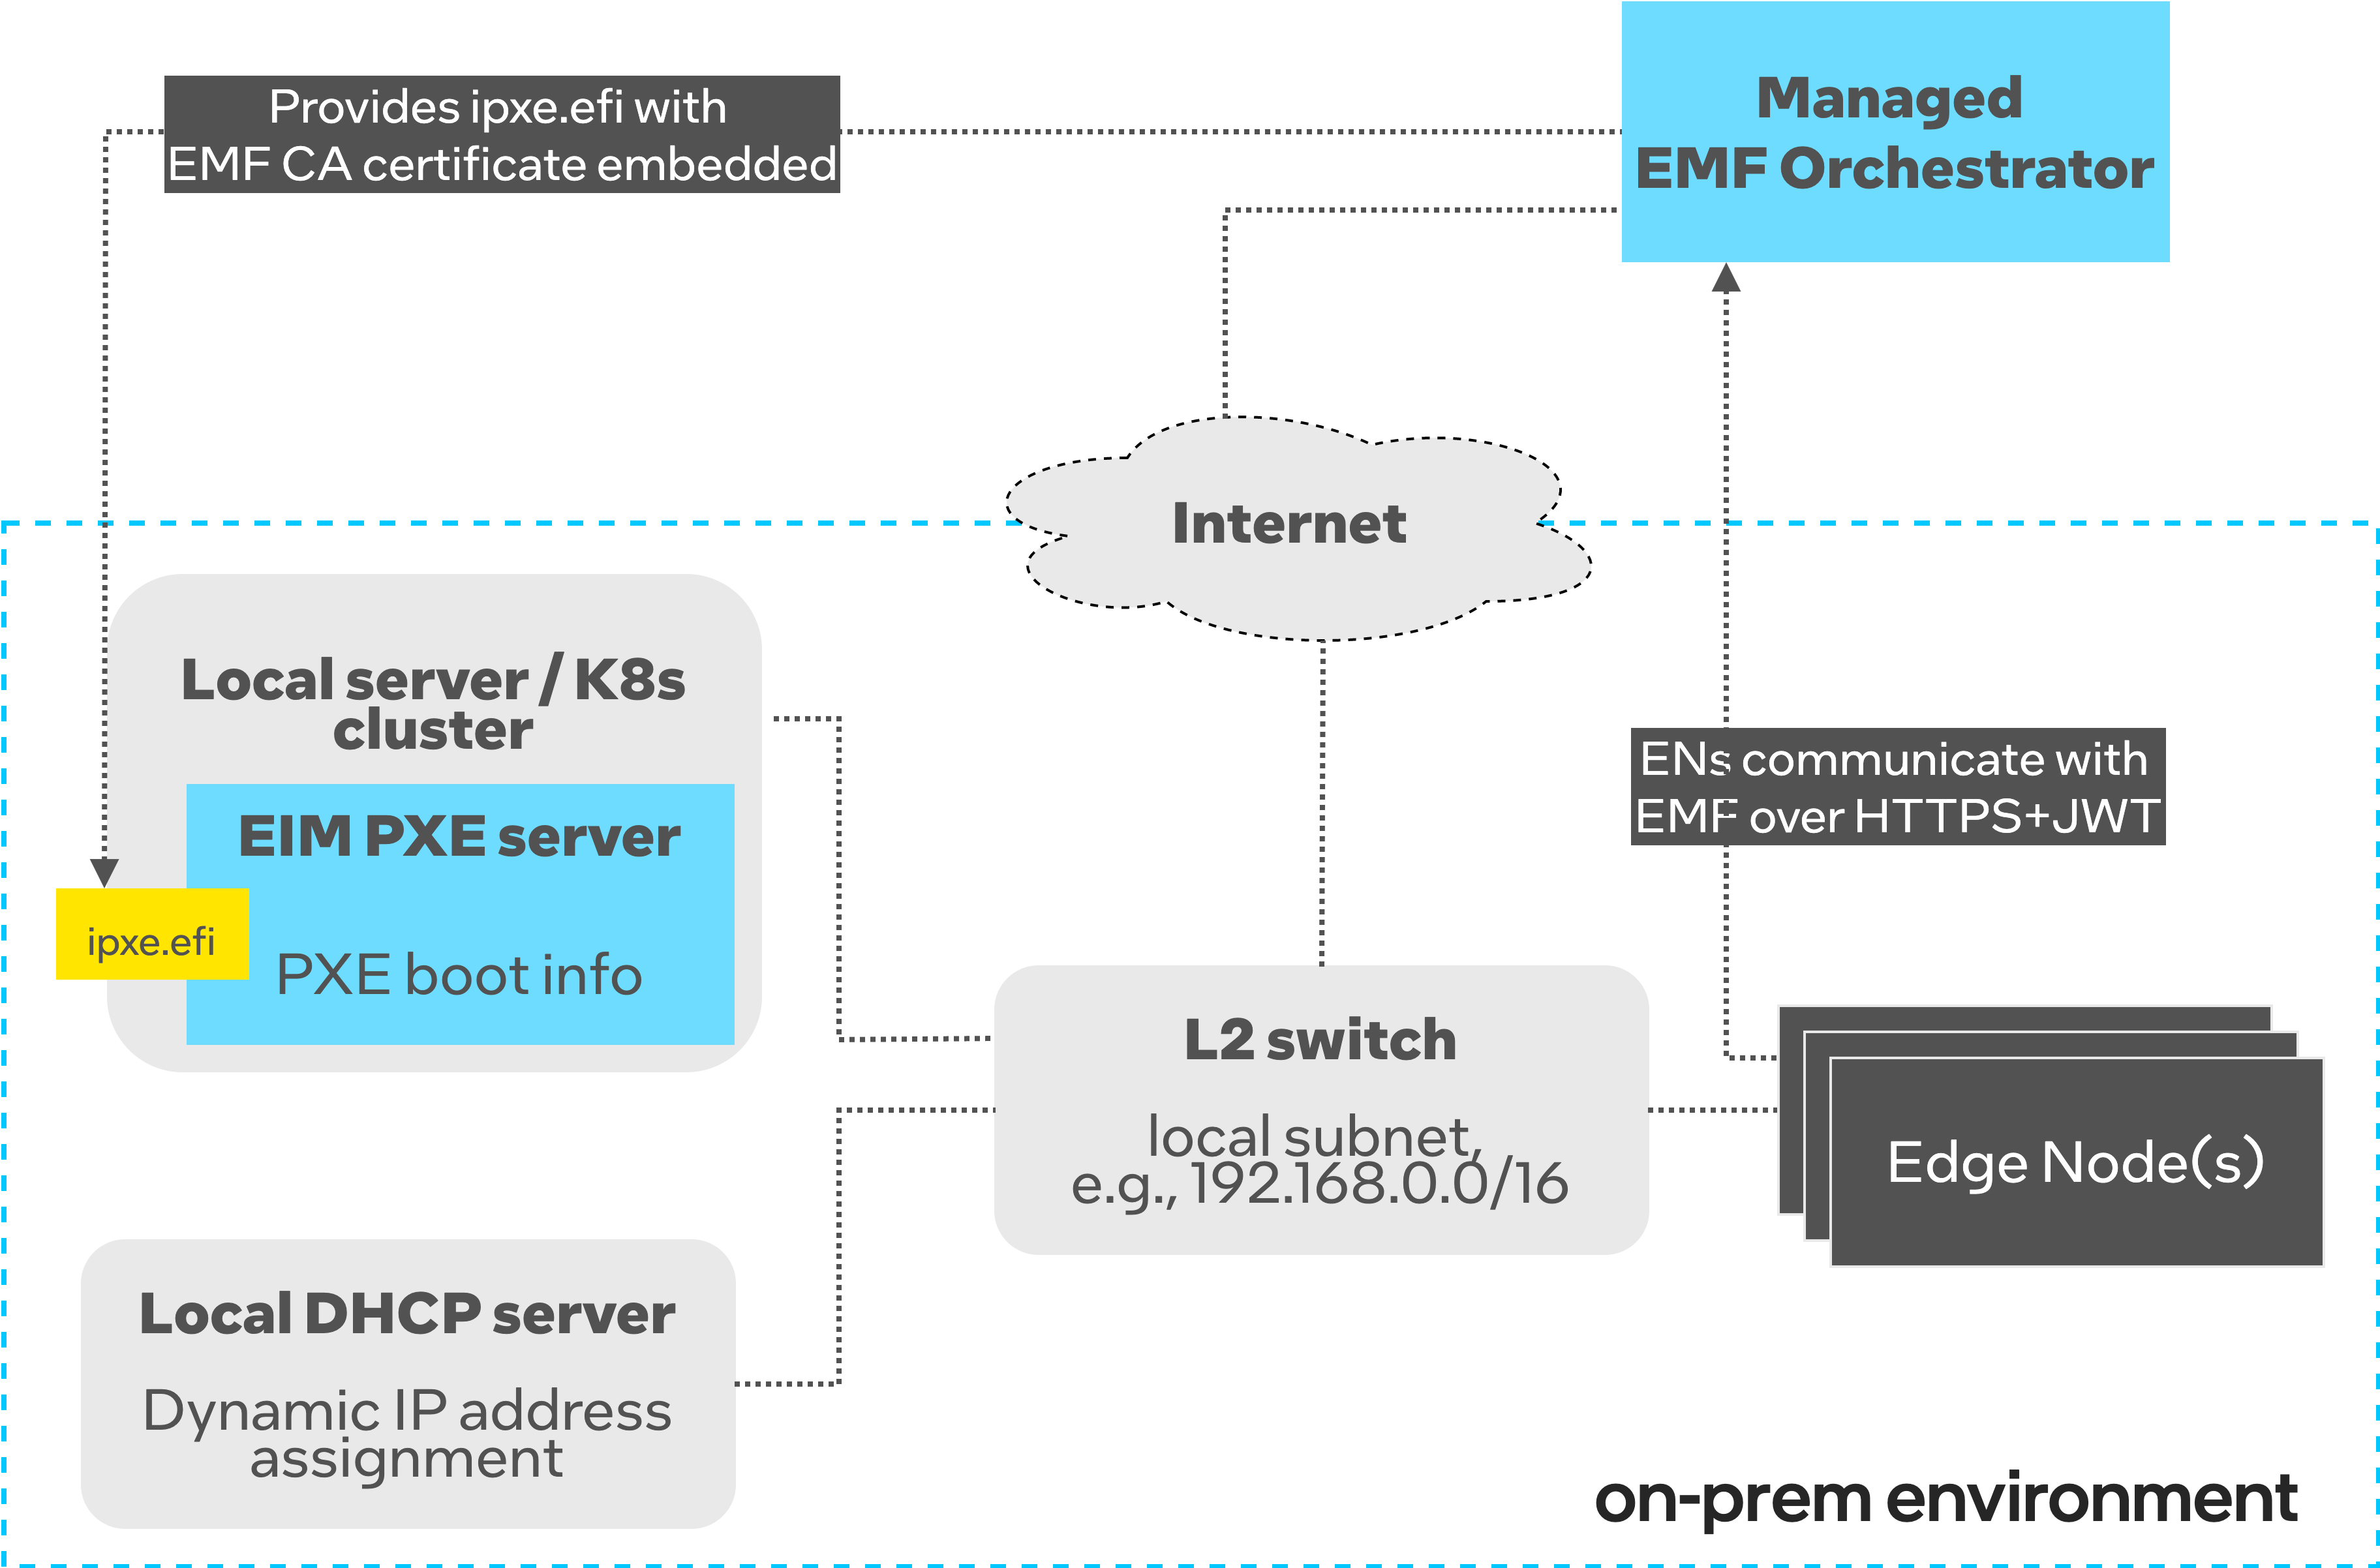 Provides ipxe.efi with
EMF CA certificate embedded
Managed
EMF Orchestrator
Internet
Local server / K8s
cluster
EIM PXE server
ipxe.efi
PXE boot info
ENs communicate with
EMF over HTTPS+JWT
L2 switch
local subnet,
e.g., 192.168.0.0/16
Edge Node(s)
Local DHCP server
Dynamic IP address
assignment
on-prem environment